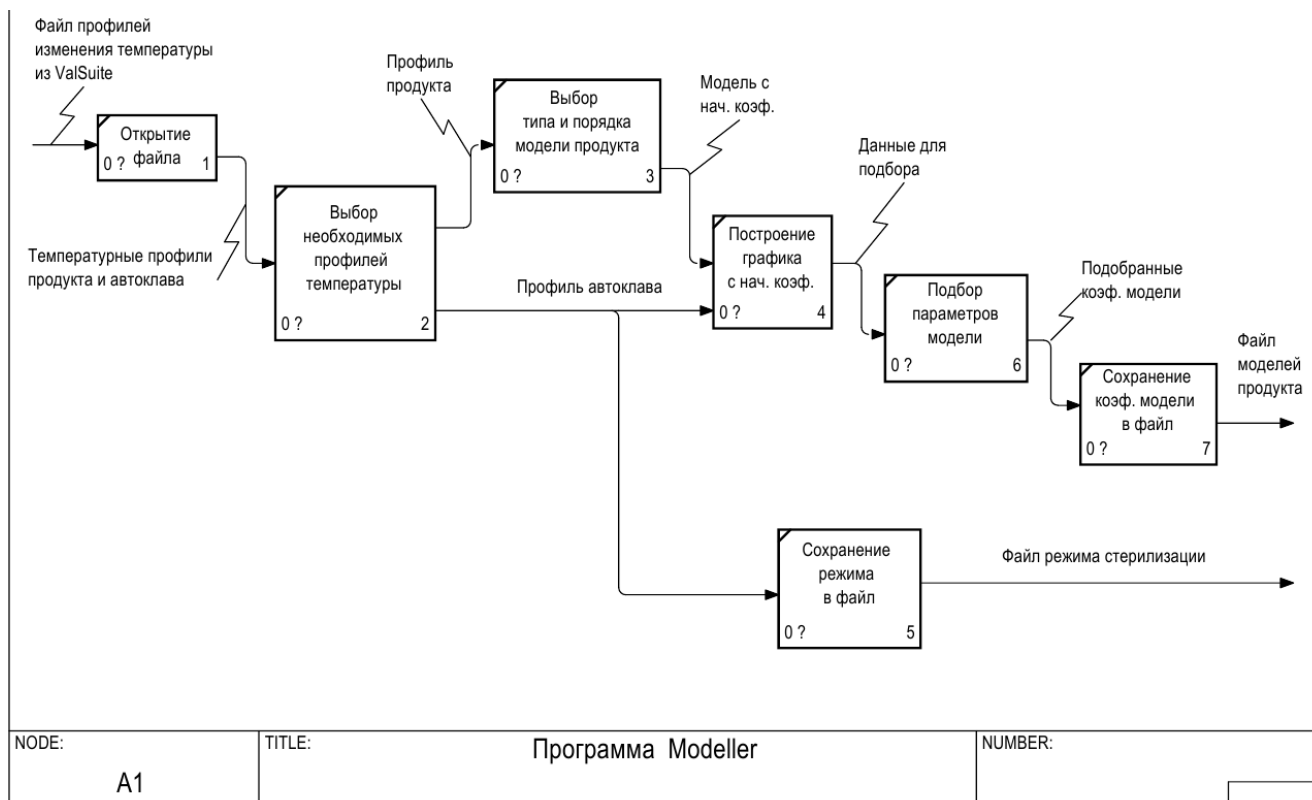 Файл профилей
изменения температуры
из ValSuite
Открытие
файла
0 ?
1
Температурные профили
продукта и автоклава
Выбор
необходимых
профилей
температуры
0 ?
2
Профиль
продукта
Выбор
типа и порядка
модели продукта
0 ?
3
Модель с
нач. коэф.
Профиль автоклава
Построение
графика
с нач. коэф.
0 ?
4
Данные для
подбора
Подбор
параметров
модели
0 ?
6
Подобранные
коэф. модели
Сохранение
коэф. модели
в файл
0 ?
7
Файл
моделей
продукта
Сохранение
режима
в файл
0 ?
5
Файл режима стерилизации
NODE:
A1
TITLE:
Программа Modeller
NUMBER: